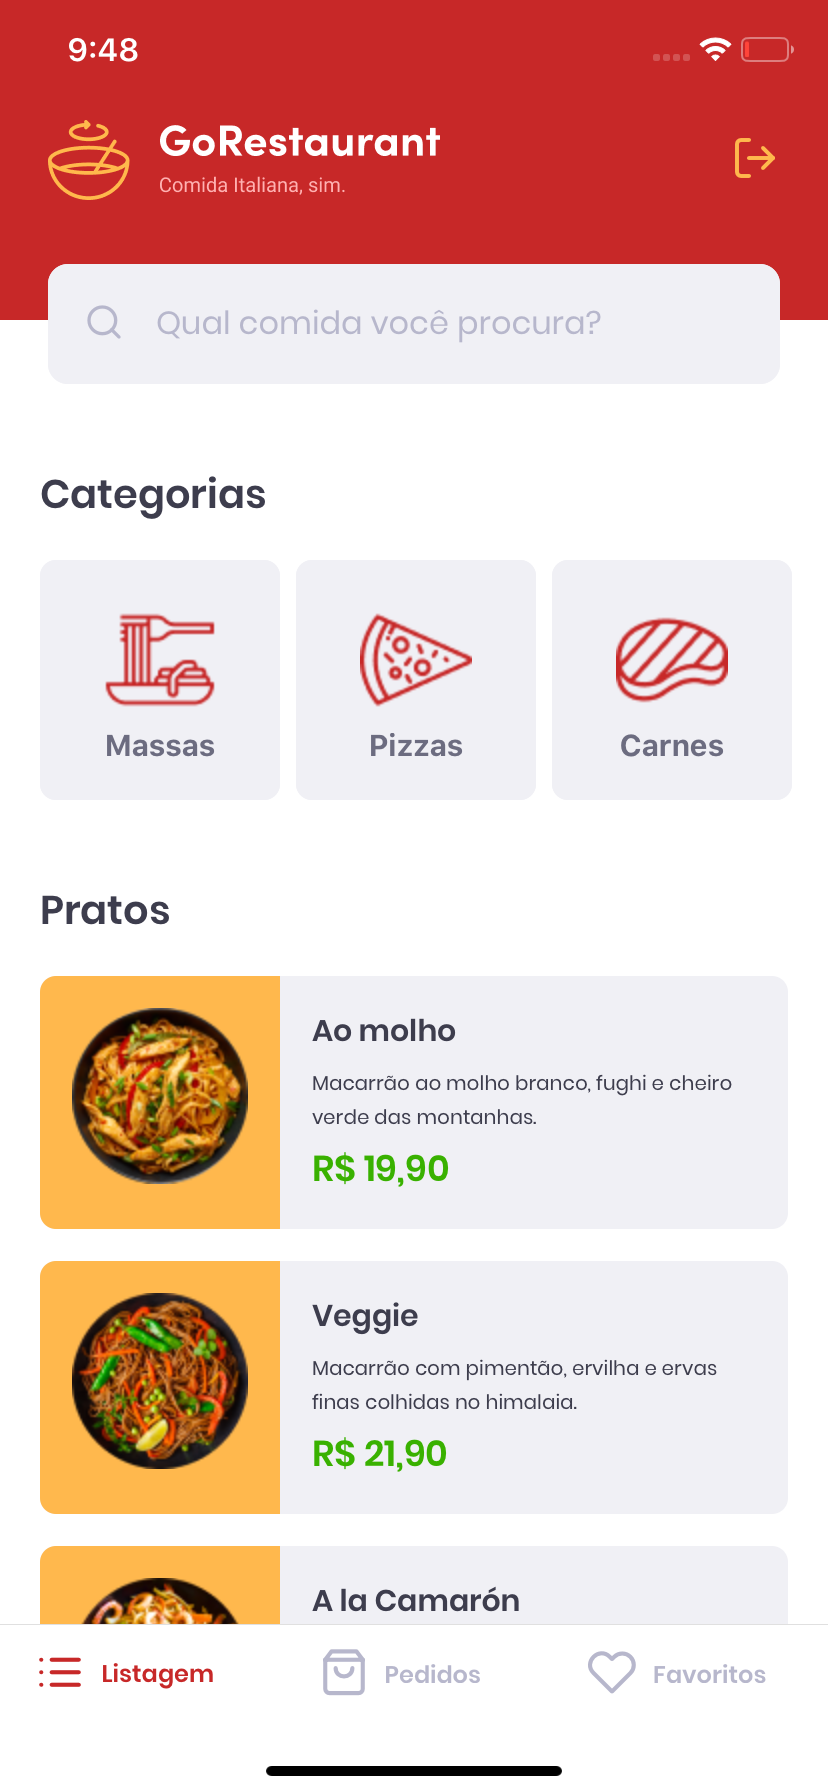 9:48
GoRestaurant
Comida Italiana, sim.
Qual comida você procura?
Categorias
Massas
Pizzas
Carnes
Pratos
Ao molho
Macarrão ao molho branco, fughi e cheiro
verde das montanhas.
R$ 19,90
Veggie
Macarrão com pimentão, ervilha e ervas
finas colhidas no himalaia.
R$ 21,90
A la Camarón
Listagem
Pedidos
Favoritos